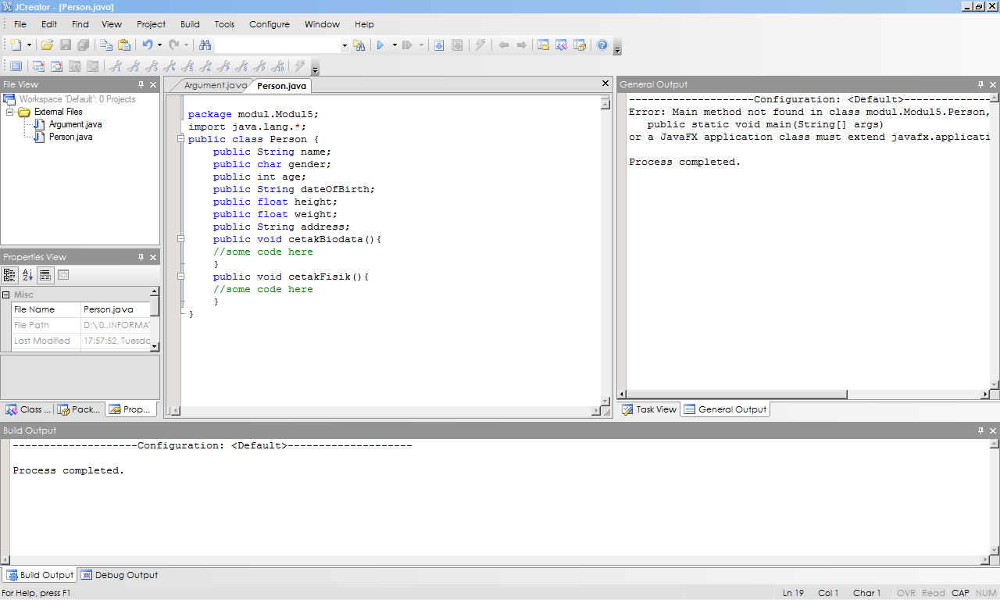 JCreator - [Person.java]
File Edit Find View Project Build Tools Configure Window Help
File View
Workspace 'Default': 0 Projects
External Files
Argument.java
Person.java
Properties View
Misc
File Name Person.java
File Path D:\'0..INFORMAT
Last Modified 17:57:52, Tuesda
Class ... Pack... Prop...
Argument.java Person.java
package modul.Modul5;
import java.lang.*;
public class Person {
public String name;
public char gender;
public int age;
public String dateOfBirth;
public float height;
public float weight;
public String address;
public void cetakBiodata(){
//some code here
}
public void cetakFisik(){
//some code here
}
}
General Output
--------------------Configuration: <Default>--------------
Error: Main method not found in class modul.Modul5.Person,
public static void main(String[] args)
or a JavaFX application class must extend javafx.applicati
Process completed.
Task View General Output
Build Output
--------------------Configuration: <Default>--------------------
Process completed.
Build Output Debug Output
For Help, press F1 Ln 19 Col 1 Char 1 OVR Read CAP NUM